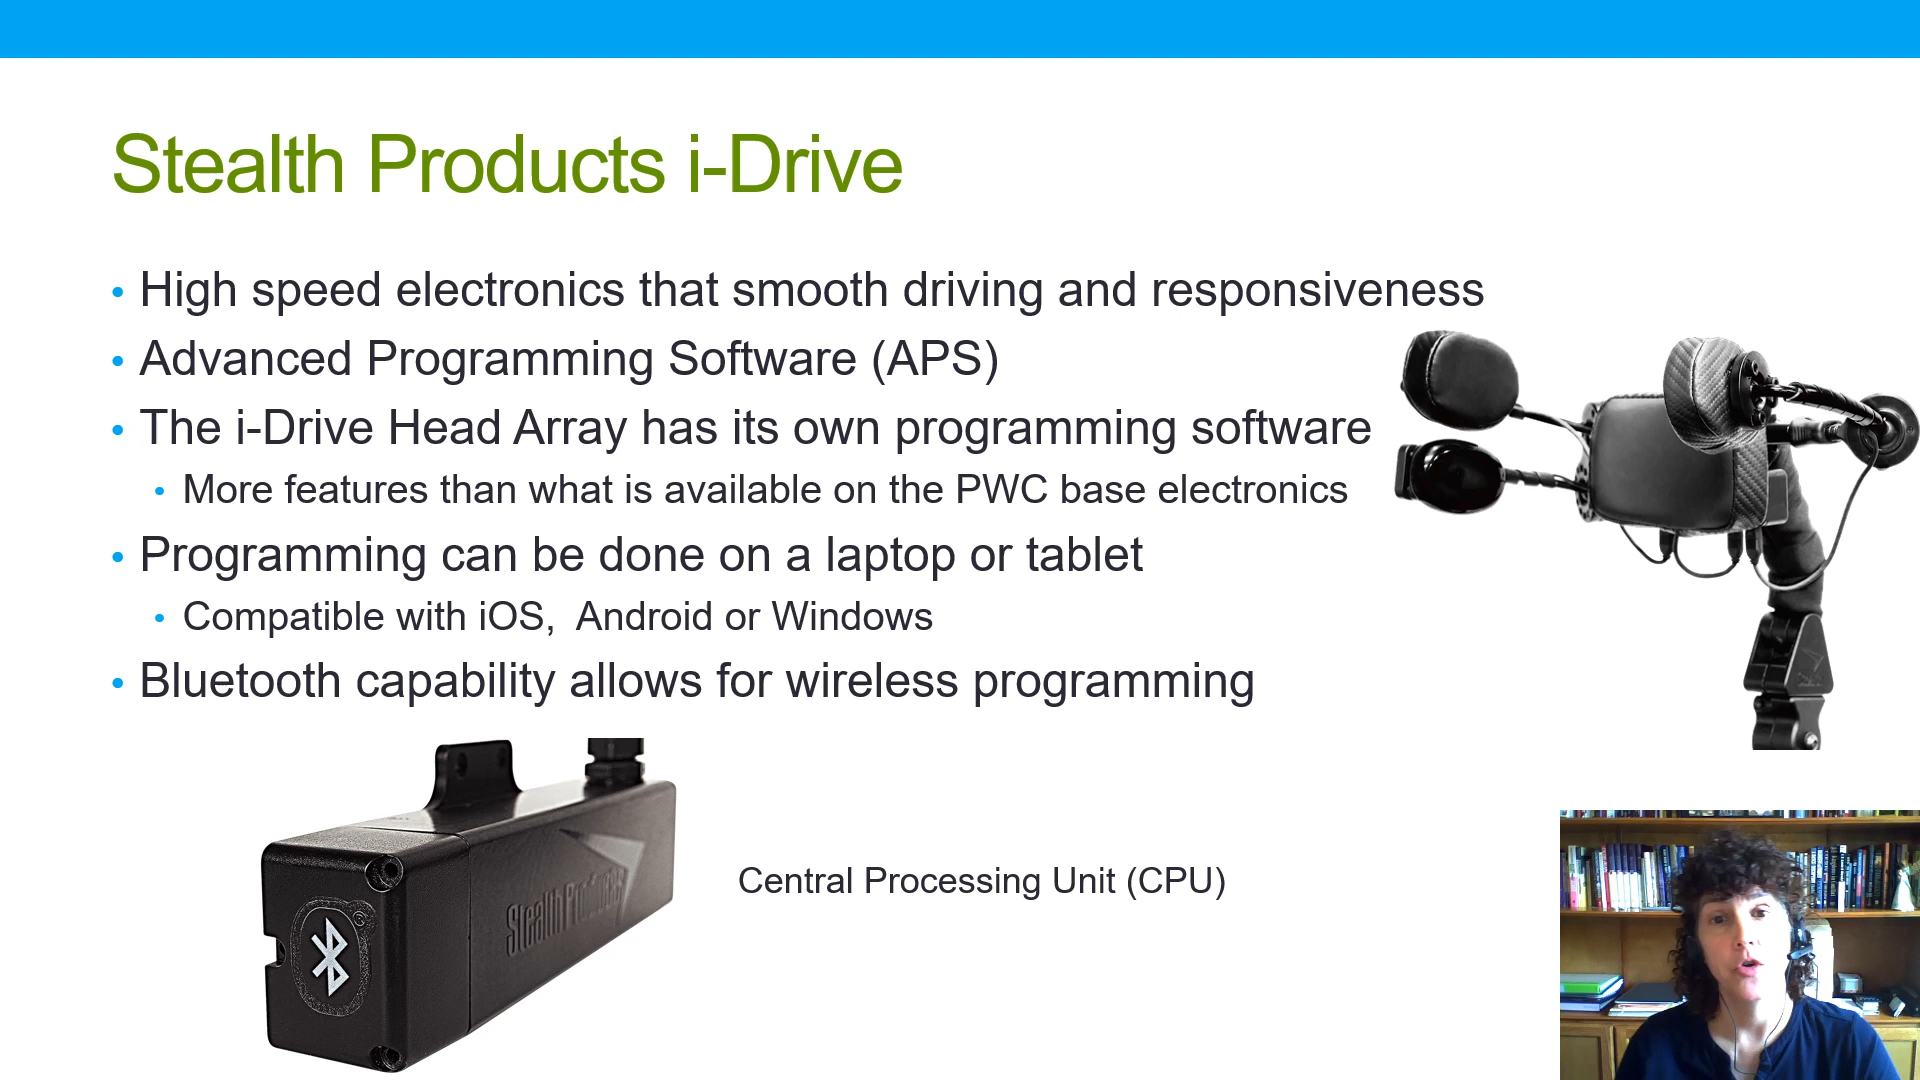 Stealth Products i-Drive
• High speed electronics that smooth driving and responsiveness
• Advanced Programming Software (APS)
• The i-Drive Head Array has its own programming software
• More features than what is available on the PWC base electronics
• Programming can be done on a laptop or tablet
• Compatible with iOS,  Android or Windows
• Bluetooth capability allows for wireless programming
Stealth Products
Central Processing Unit (CPU)